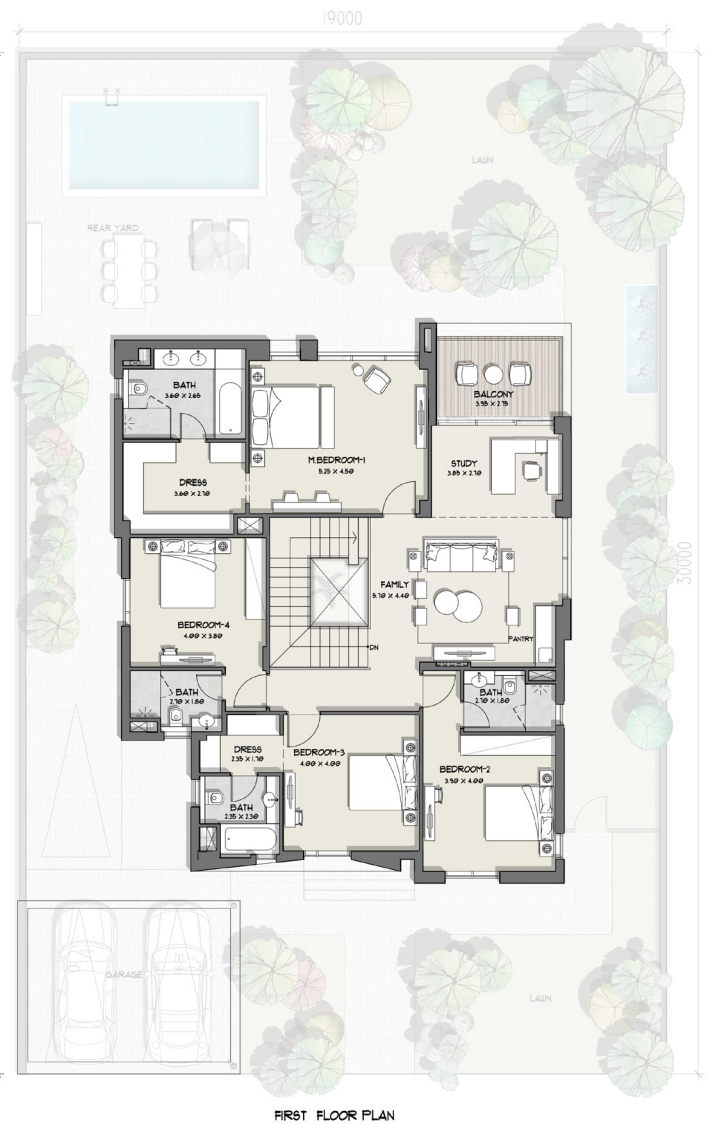 19000
LAWN
REAR YARD
BATH
3.60 X 2.65
BALCONY
3.95 X 2.75
M.BEDROOM-1
5.25 X 4.50
STUDY
3.85 X 2.70
DRESS
3.60 X 2.70
30000
FAMILY
5.70 X 4.40
BEDROOM-4
4.00 X 3.80
PANTRY
DN
BATH
2.70 X 1.80
BATH
2.70 X 1.80
DRESS
2.35 X 1.70
BEDROOM-3
4.00 X 4.00
BEDROOM-2
3.90 X 4.00
BATH
2.35 X 2.30
GARAGE
LAWN
FIRST FLOOR PLAN